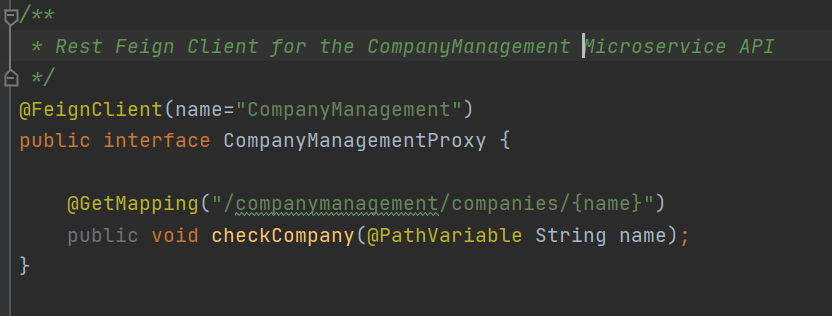 /**
 * Rest Feign Client for the CompanyManagement Microservice API
 */
@FeignClient(name="CompanyManagement")
public interface CompanyManagementProxy {
    @GetMapping("/companymanagement/companies/{name}")
    public void checkCompany(@PathVariable String name);
}